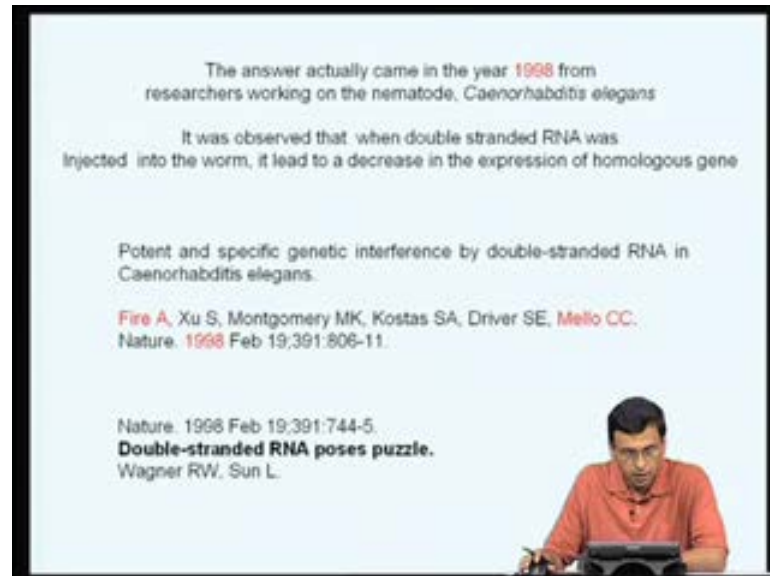 The answer actually came in the year 1998 from
researchers working on the nematode, Caenorhabditis elegans
It was observed that when double stranded RNA was
Injected into the worm, it lead to a decrease in the expression of homologous gene
Potent and specific genetic interference by double-stranded RNA in
Caenorhabditis elegans.
Fire A, Xu S, Montgomery MK, Kostas SA, Driver SE, Mello CC.
Nature. 1998 Feb 19;391:806-11.
Nature. 1998 Feb 19;391:744-5.
Double-stranded RNA poses puzzle.
Wagner RW, Sun L.